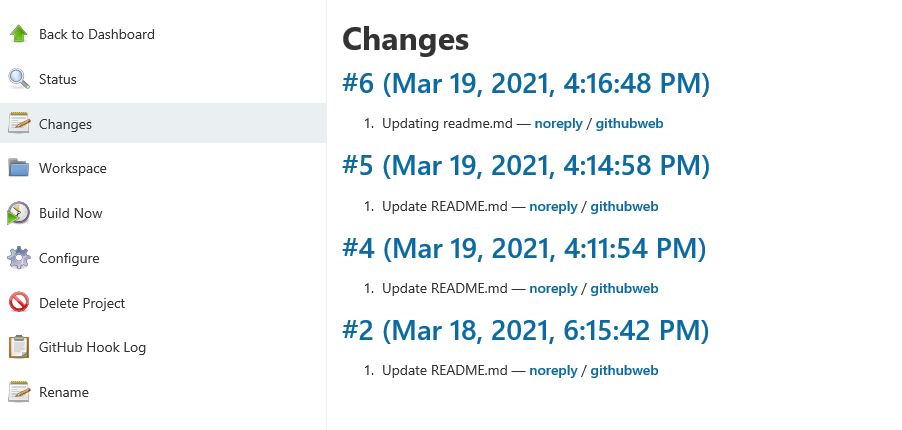 Back to Dashboard
Status
Changes
Workspace
Build Now
Configure
Delete Project
GitHub Hook Log
Rename
Changes
#6 (Mar 19, 2021, 4:16:48 PM)
1. Updating readme.md — noreply / githubweb
#5 (Mar 19, 2021, 4:14:58 PM)
1. Update README.md — noreply / githubweb
#4 (Mar 19, 2021, 4:11:54 PM)
1. Update README.md — noreply / githubweb
#2 (Mar 18, 2021, 6:15:42 PM)
1. Update README.md — noreply / githubweb